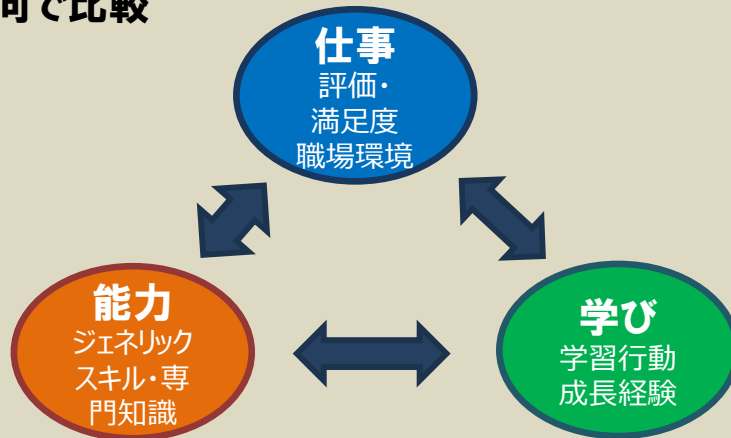 何で比較
仕事
評価・
満足度
職場環境
能力
ジェネリック
スキル・専
門知識
学び
学習行動
成長経験